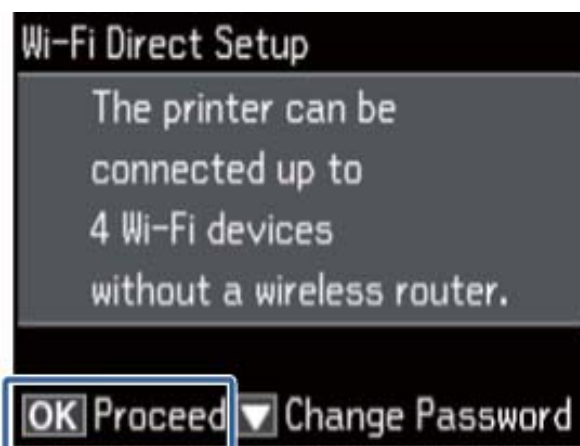 Wi-Fi Direct Setup
The printer can be
connected up to
4 Wi-Fi devices
without a wireless router.
OK Proceed ▼ Change Password